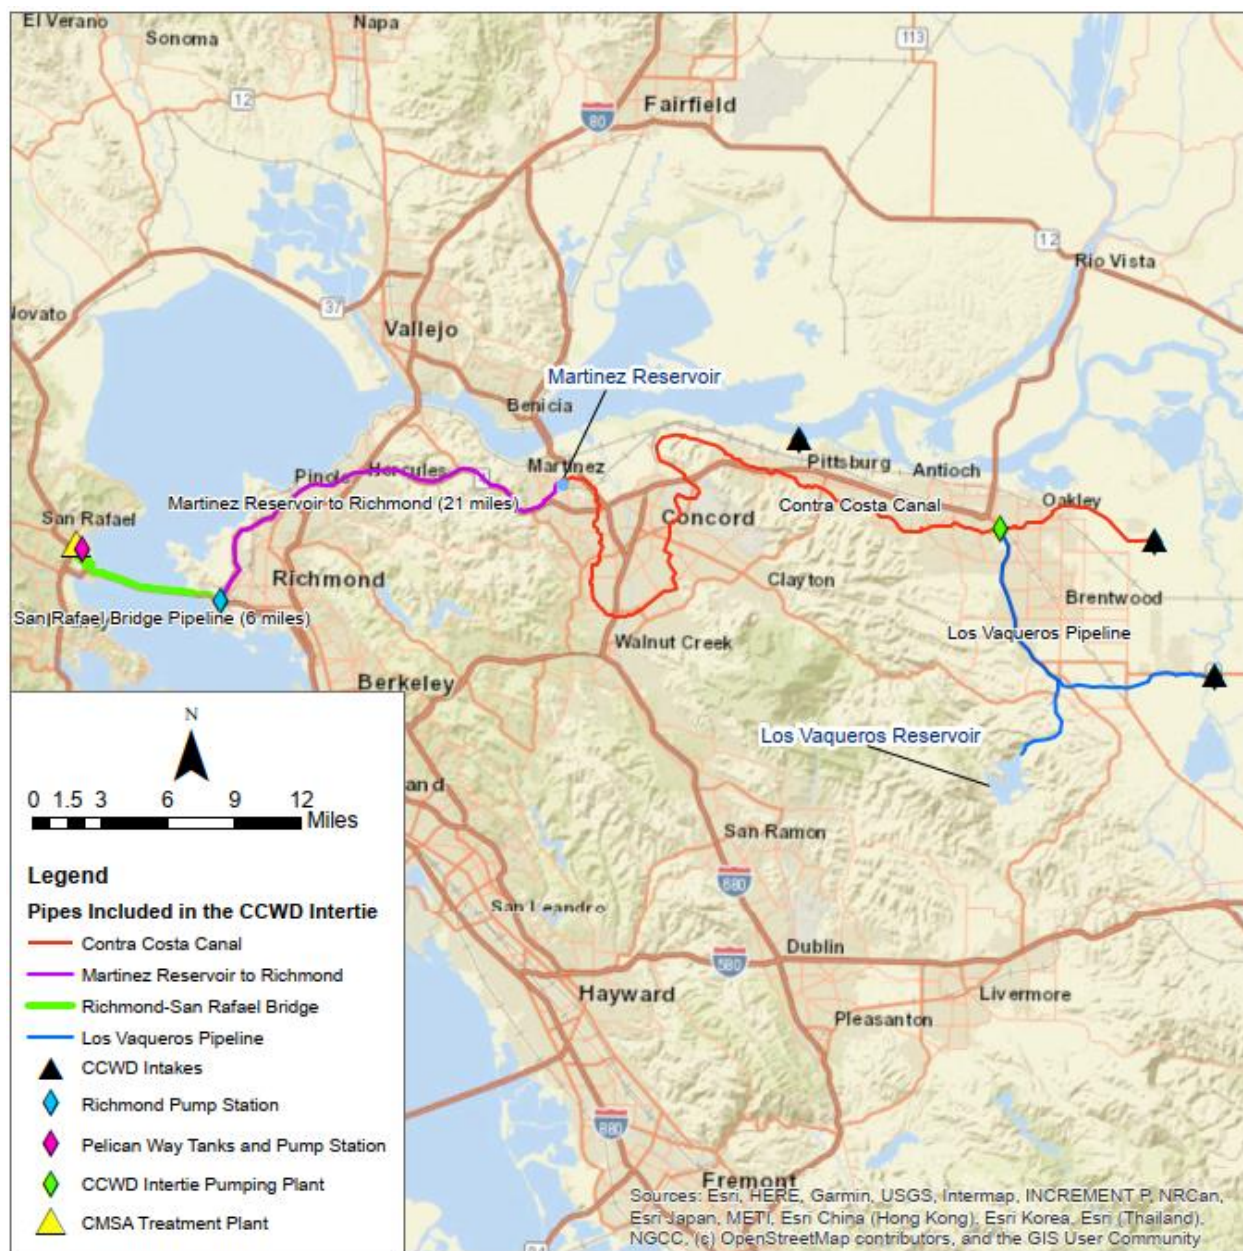 El Verano
Napa
Sonoma
113
12
Fairfield
80
12
Rio Vista
Novato
37
Vallejo
Martinez Reservoir
Benicia
Pinole
Hercules
Martinez
Pittsburg
Antioch
Oakley
Martinez Reservoir to Richmond (21 miles)
Contra Costa Canal
San Rafael
Concord
Richmond
Clayton
Brentwood
San Rafael Bridge Pipeline (6 miles)
Los Vaqueros Pipeline
Walnut Creek
Berkeley
Los Vaqueros Reservoir
N
0 1.5 3 6 9 12
Miles
and
San Ramon
680
Legend
Pipes Included in the CCWD Intertie
Contra Costa Canal
Martinez Reservoir to Richmond
Richmond-San Rafael Bridge
Los Vaqueros Pipeline
CCWD Intakes
Richmond Pump Station
Pelican Way Tanks and Pump Station
CCWD Intertie Pumping Plant
CMSA Treatment Plant
San Leandro
Dublin
580
Hayward
Livermore
Pleasanton
880
Fremont
84
Sources: Esri, HERE, Garmin, USGS, Intermap, INCREMENT P, NRCan,
Esri Japan, METI, Esri China (Hong Kong), Esri Korea, Esri (Thailand),
NGCC, (c) OpenStreetMap contributors, and the GIS User Community